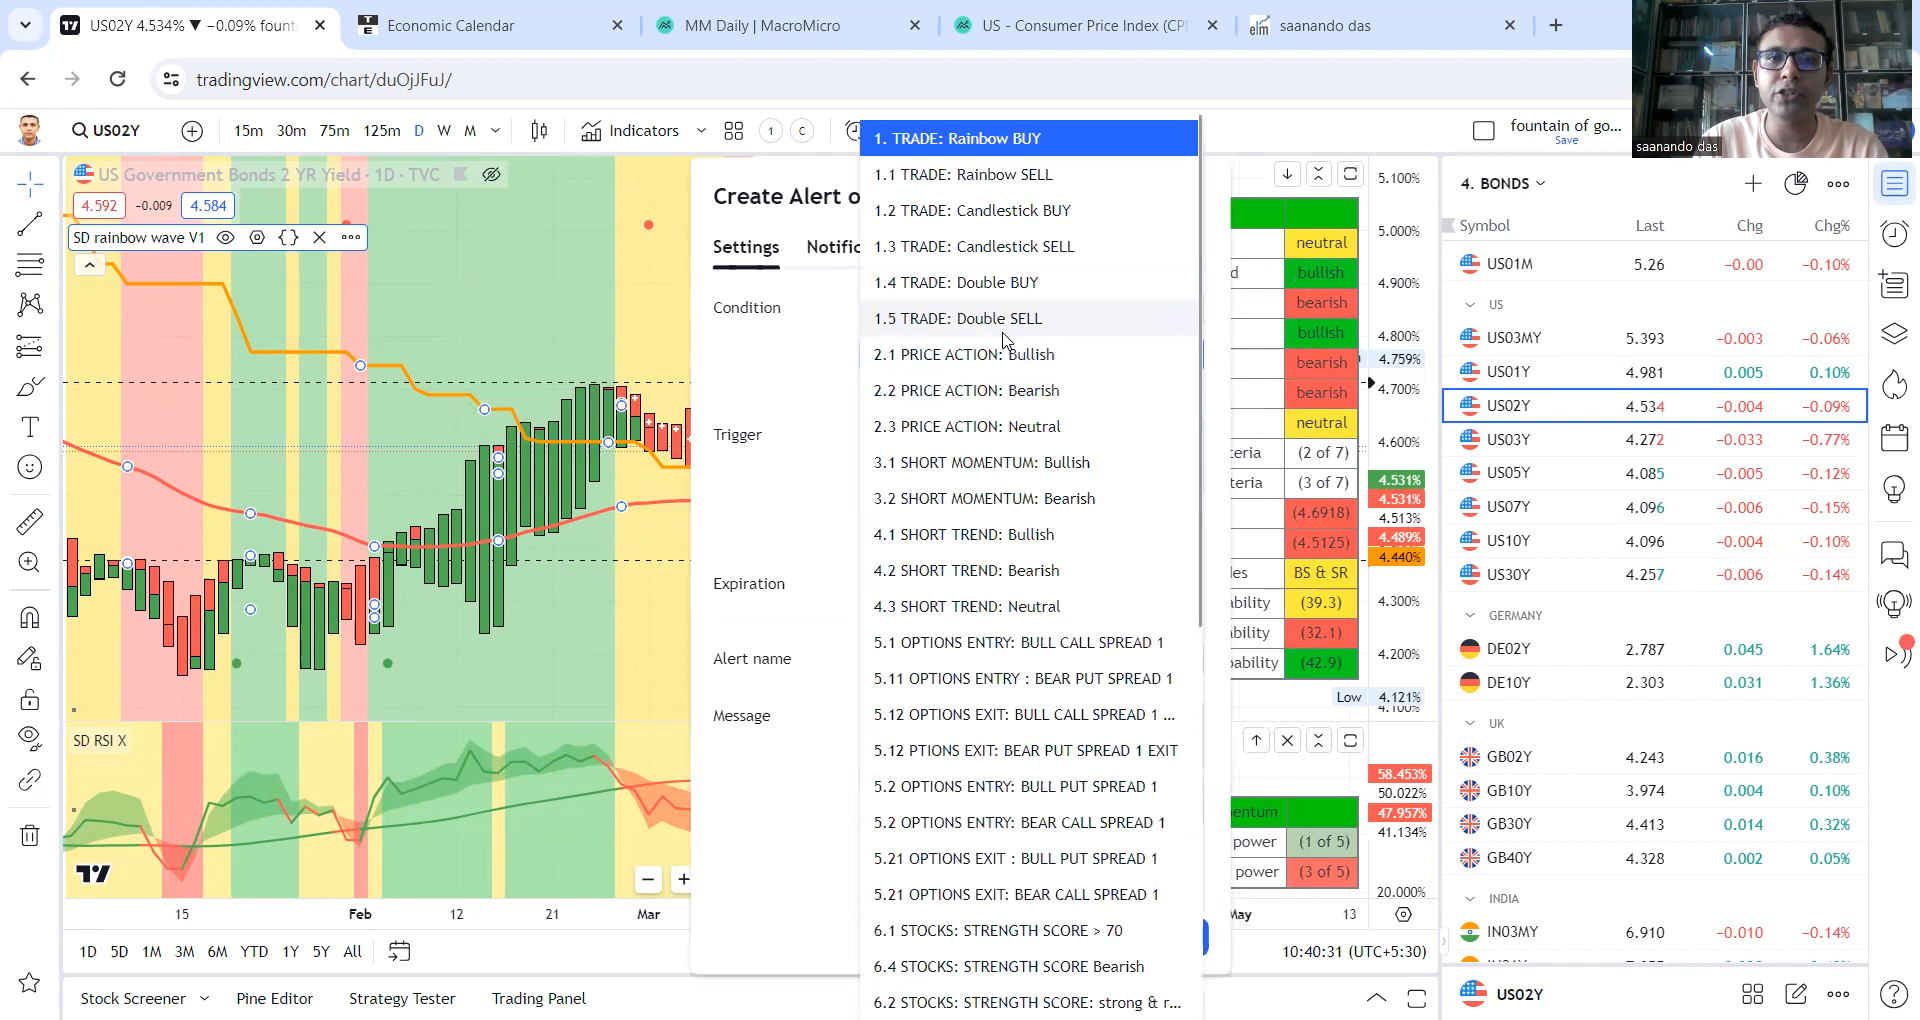 US02Y 4.534% ▼ −0.09% fount
Economic Calendar
MM Daily | MacroMicro
US - Consumer Price Index (CPI
elm
saanando das
tradingview.com/chart/duOjJFuJ/
US02Y
15m 30m 75m 125m D W M
Indicators
1 C
fountain of go...
Save
saanando das
US Government Bonds 2 YR Yield · 1D · TVC
4.592 −0.009 4.584
SD rainbow wave V1
SD RSI X
15 Feb 12 21 Mar
May 13
1D 5D 1M 3M 6M YTD 1Y 5Y All
10:40:31 (UTC+5:30)
Stock Screener Pine Editor Strategy Tester Trading Panel
Create Alert o
Settings Notific
Condition
Trigger
Expiration
Alert name
Message
1. TRADE: Rainbow BUY
1.1 TRADE: Rainbow SELL
1.2 TRADE: Candlestick BUY
1.3 TRADE: Candlestick SELL
1.4 TRADE: Double BUY
1.5 TRADE: Double SELL
2.1 PRICE ACTION: Bullish
2.2 PRICE ACTION: Bearish
2.3 PRICE ACTION: Neutral
3.1 SHORT MOMENTUM: Bullish
3.2 SHORT MOMENTUM: Bearish
4.1 SHORT TREND: Bullish
4.2 SHORT TREND: Bearish
4.3 SHORT TREND: Neutral
5.1 OPTIONS ENTRY: BULL CALL SPREAD 1
5.11 OPTIONS ENTRY : BEAR PUT SPREAD 1
5.12 OPTIONS EXIT: BULL CALL SPREAD 1 ...
5.12 PTIONS EXIT: BEAR PUT SPREAD 1 EXIT
5.2 OPTIONS ENTRY: BULL PUT SPREAD 1
5.2 OPTIONS ENTRY: BEAR CALL SPREAD 1
5.21 OPTIONS EXIT : BULL PUT SPREAD 1
5.21 OPTIONS EXIT: BEAR CALL SPREAD 1
6.1 STOCKS: STRENGTH SCORE > 70
6.4 STOCKS: STRENGTH SCORE Bearish
6.2 STOCKS: STRENGTH SCORE: strong & r...
neutral
d bullish
bearish
bullish
bearish
bearish
neutral
teria (2 of 7)
teria (3 of 7)
(4.6918)
(4.5125)
les BS & SR
ability (39.3)
ability (32.1)
pability (42.9)
entum
power (1 of 5)
power (3 of 5)
5.100%
5.000%
4.900%
4.800%
4.759%
4.700%
4.600%
4.531%
4.531%
4.513%
4.489%
4.440%
4.300%
4.200%
Low 4.121%
4.100%
58.453%
50.022%
47.957%
41.134%
20.000%
4. BONDS
Symbol Last Chg Chg%
US01M 5.26 −0.00 −0.10%
US
US03MY 5.393 −0.003 −0.06%
US01Y 4.981 0.005 0.10%
US02Y 4.534 −0.004 −0.09%
US03Y 4.272 −0.033 −0.77%
US05Y 4.085 −0.005 −0.12%
US07Y 4.096 −0.006 −0.15%
US10Y 4.096 −0.004 −0.10%
US30Y 4.257 −0.006 −0.14%
GERMANY
DE02Y 2.787 0.045 1.64%
DE10Y 2.303 0.031 1.36%
UK
GB02Y 4.243 0.016 0.38%
GB10Y 3.974 0.004 0.10%
GB30Y 4.413 0.014 0.32%
GB40Y 4.328 0.002 0.05%
INDIA
IN03MY 6.910 −0.010 −0.14%
US02Y